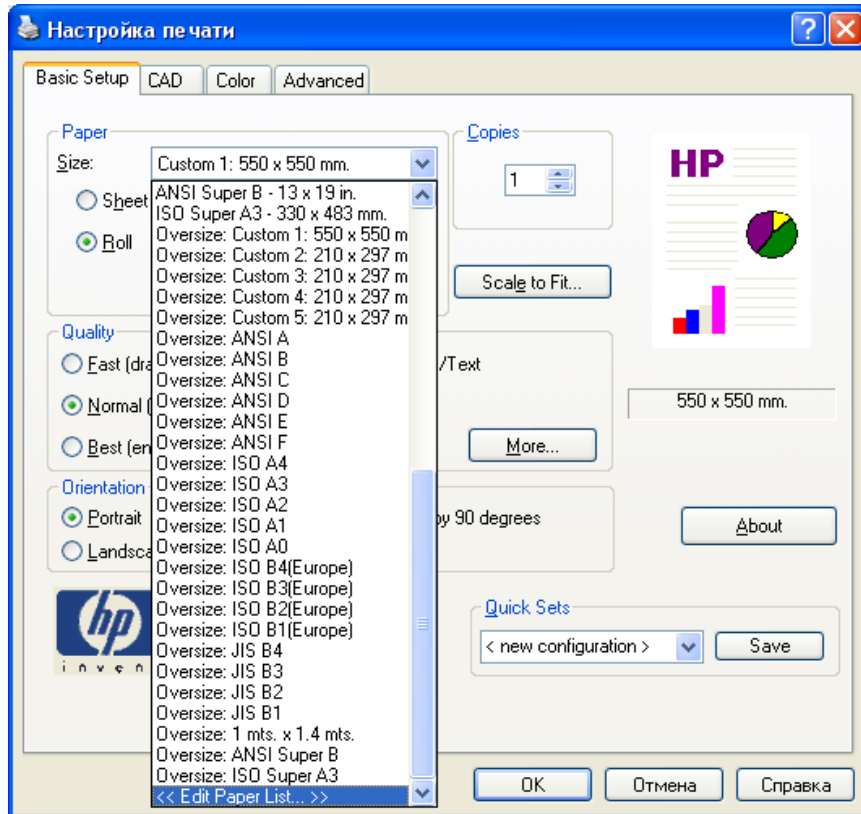 Настройка печати
Basic Setup CAD Color Advanced
Paper
Size: Custom 1: 550 x 550 mm.
Sheet
Roll
ANSI Super B - 13 x 19 in.
ISO Super A3 - 330 x 483 mm.
Oversize: Custom 1: 550 x 550 m
Oversize: Custom 2: 210 x 297 m
Oversize: Custom 3: 210 x 297 m
Oversize: Custom 4: 210 x 297 m
Oversize: Custom 5: 210 x 297 m
Oversize: ANSI A
Oversize: ANSI B
Oversize: ANSI C
Oversize: ANSI D
Oversize: ANSI E
Oversize: ANSI F
Oversize: ISO A4
Oversize: ISO A3
Oversize: ISO A2
Oversize: ISO A1
Oversize: ISO A0
Oversize: ISO B4(Europe)
Oversize: ISO B3(Europe)
Oversize: ISO B2(Europe)
Oversize: ISO B1(Europe)
Oversize: JIS B4
Oversize: JIS B3
Oversize: JIS B2
Oversize: JIS B1
Oversize: 1 mts. x 1.4 mts.
Oversize: ANSI Super B
Oversize: ISO Super A3
<< Edit Paper List... >>
Copies
1
Scale to Fit...
HP
550 x 550 mm.
Quality
Fast (dra /Text
Normal (
Best (en
More...
Orientation
Portrait by 90 degrees
Landsca
About
hp
inven
Quick Sets
< new configuration > Save
OK Отмена Справка